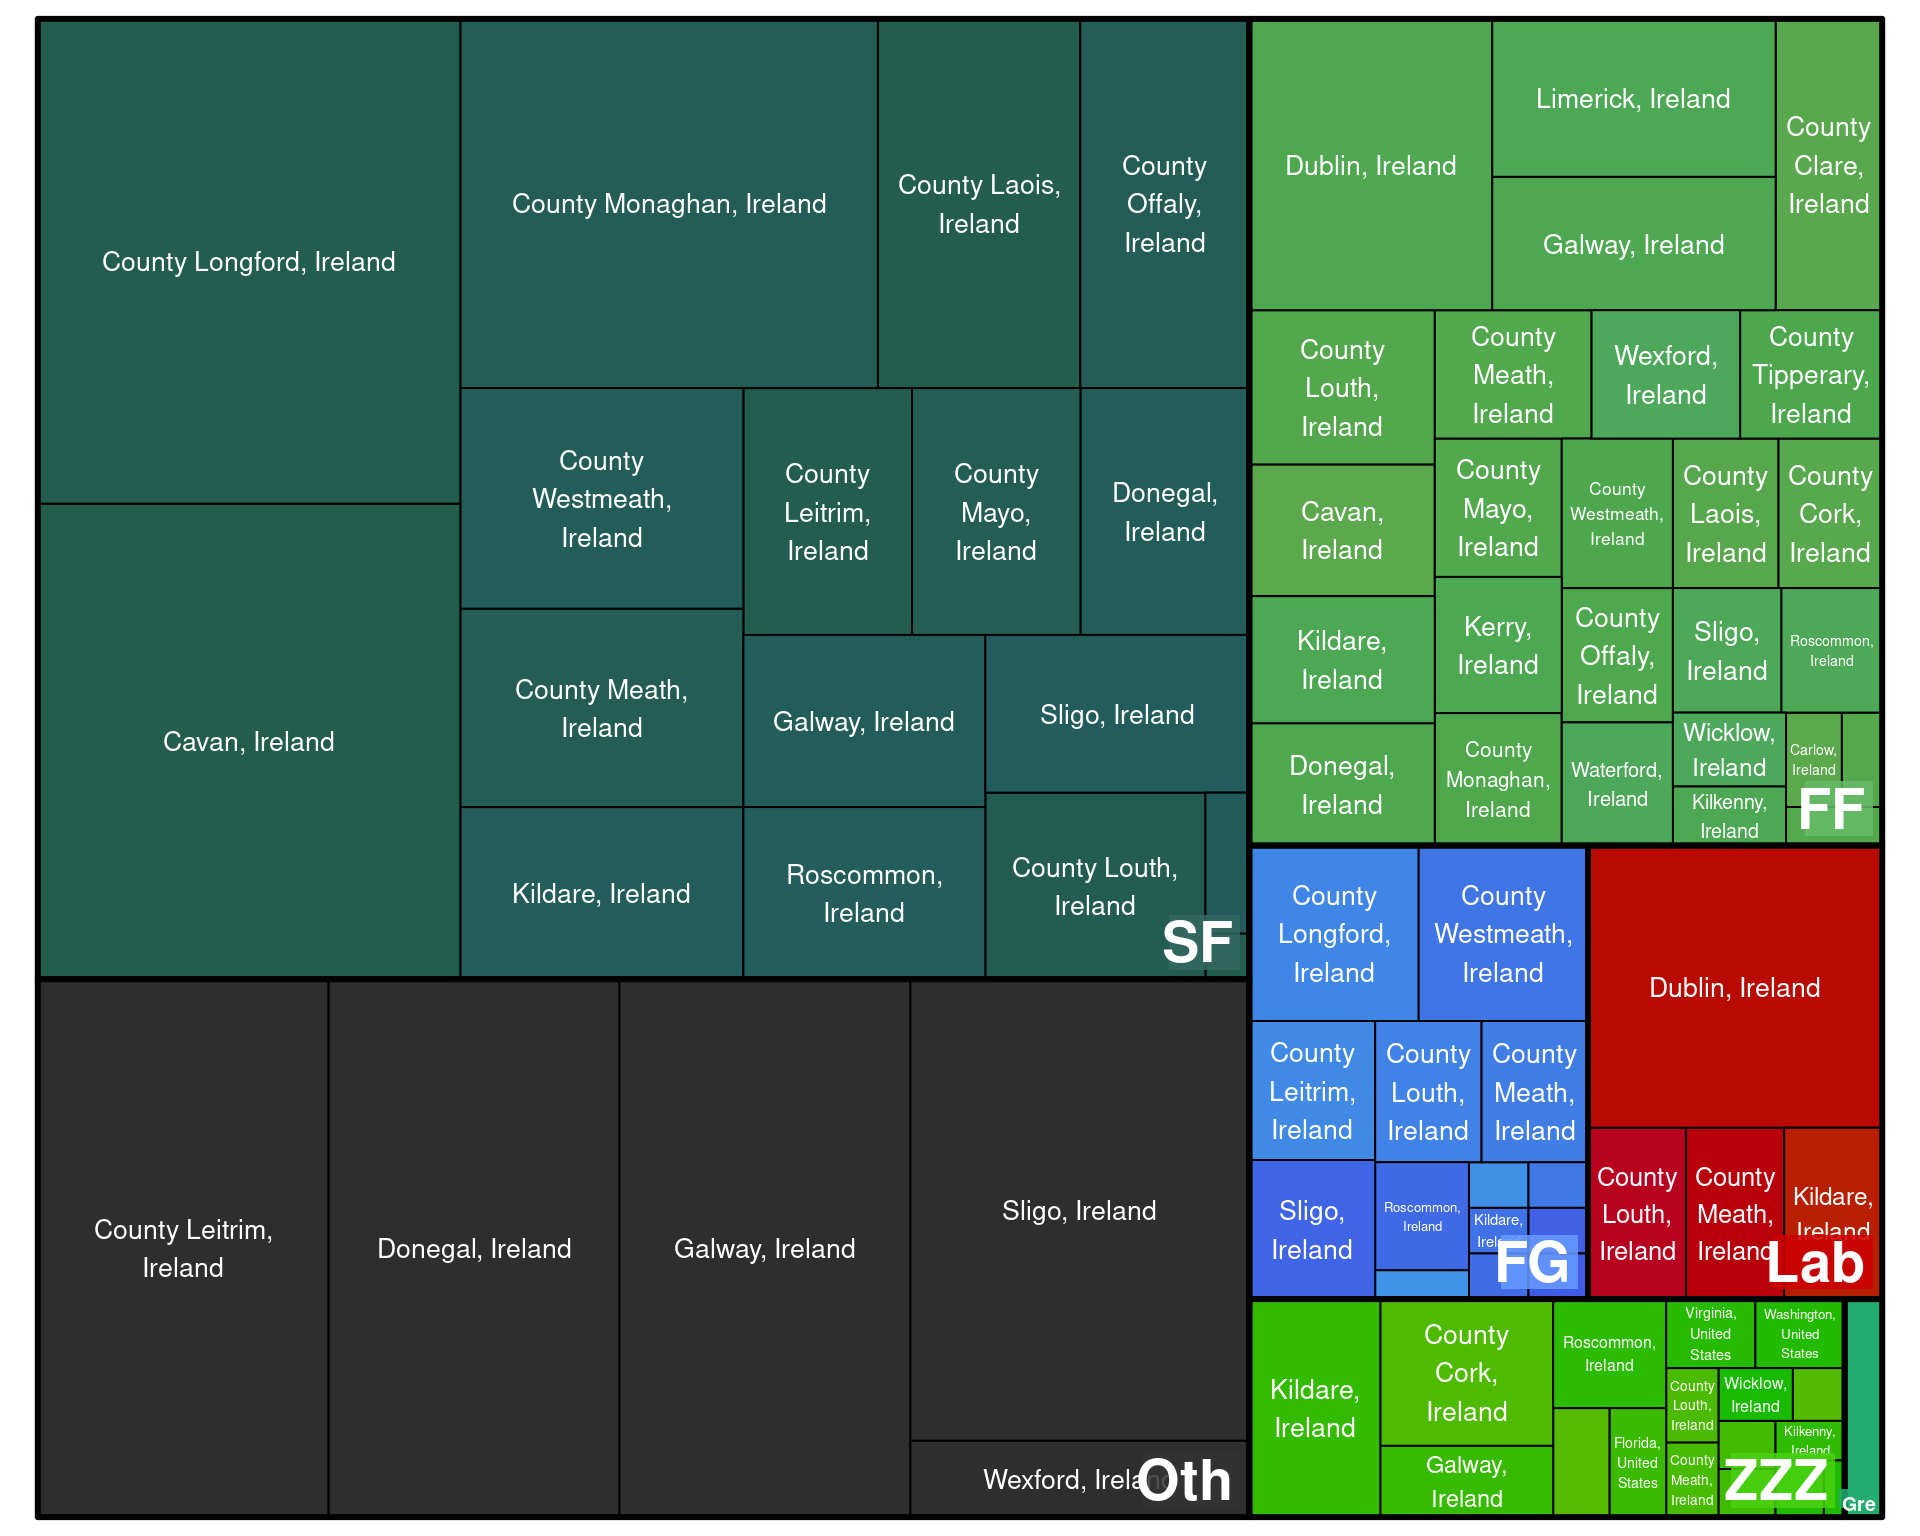 County Longford, Ireland
Cavan, Ireland
County Monaghan, Ireland
County Laois,
Ireland
County
Offaly,
Ireland
County
Westmeath,
Ireland
County
Leitrim,
Ireland
County
Mayo,
Ireland
Donegal,
Ireland
County Meath,
Ireland
Galway, Ireland
Sligo, Ireland
Kildare, Ireland
Roscommon,
Ireland
County Louth,
Ireland
SF
County Leitrim,
Ireland
Donegal, Ireland
Galway, Ireland
Sligo, Ireland
Wexford, Ireland
Oth
Dublin, Ireland
Limerick, Ireland
Galway, Ireland
County
Clare,
Ireland
County
Louth,
Ireland
County
Meath,
Ireland
Wexford,
Ireland
County
Tipperary,
Ireland
Cavan,
Ireland
County
Mayo,
Ireland
County
Westmeath,
Ireland
County
Laois,
Ireland
County
Cork,
Ireland
Kildare,
Ireland
Kerry,
Ireland
County
Offaly,
Ireland
Sligo,
Ireland
Roscommon,
Ireland
Donegal,
Ireland
County
Monaghan,
Ireland
Waterford,
Ireland
Wicklow,
Ireland
Kilkenny,
Ireland
Carlow,
Ireland
FF
County
Longford,
Ireland
County
Westmeath,
Ireland
County
Leitrim,
Ireland
County
Louth,
Ireland
County
Meath,
Ireland
Sligo,
Ireland
Roscommon,
Ireland
Kildare,
Ireland
FG
Dublin, Ireland
County
Louth,
Ireland
County
Meath,
Ireland
Kildare,
Ireland
Lab
Kildare,
Ireland
County
Cork,
Ireland
Galway,
Ireland
Roscommon,
Ireland
Florida,
United
States
Virginia,
United
States
Washington,
United
States
County
Louth,
Ireland
Wicklow,
Ireland
County
Meath,
Ireland
Kilkenny,
Ireland
ZZZ
Gre